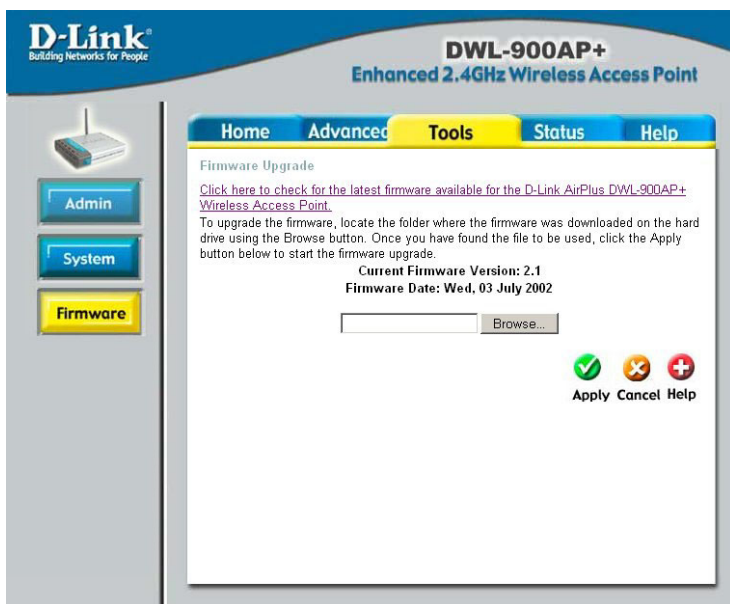 D-Link
Building Networks for People
DWL-900AP+
Enhanced 2.4GHz Wireless Access Point
Home Advanced Tools Status Help
Admin
System
Firmware
Firmware Upgrade
Click here to check for the latest firmware available for the D-Link AirPlus DWL-900AP+
Wireless Access Point.
To upgrade the firmware, locate the folder where the firmware was downloaded on the hard
drive using the Browse button. Once you have found the file to be used, click the Apply
button below to start the firmware upgrade.
Current Firmware Version: 2.1
Firmware Date: Wed, 03 July 2002
Browse...
Apply Cancel Help